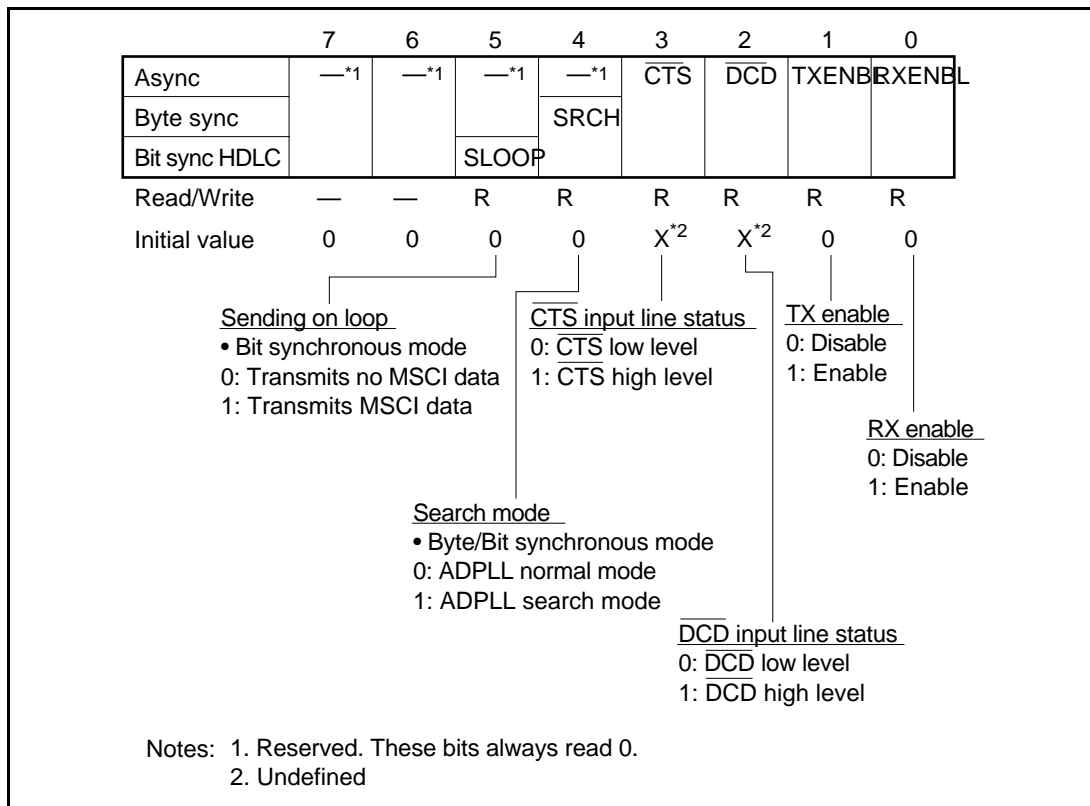 7 6 5 4 3 2 1 0
Async —*1 —*1 —*1 —*1 CTS DCD TXENBL RXENBL
Byte sync SRCH
Bit sync HDLC SLOOP
Read/Write — — R R R R R R
Initial value 0 0 0 0 X*2 X*2 0 0
Sending on loop
• Bit synchronous mode
0: Transmits no MSCI data
1: Transmits MSCI data
CTS input line status
0: CTS low level
1: CTS high level
TX enable
0: Disable
1: Enable
RX enable
0: Disable
1: Enable
Search mode
• Byte/Bit synchronous mode
0: ADPLL normal mode
1: ADPLL search mode
DCD input line status
0: DCD low level
1: DCD high level
Notes: 1. Reserved. These bits always read 0.
2. Undefined